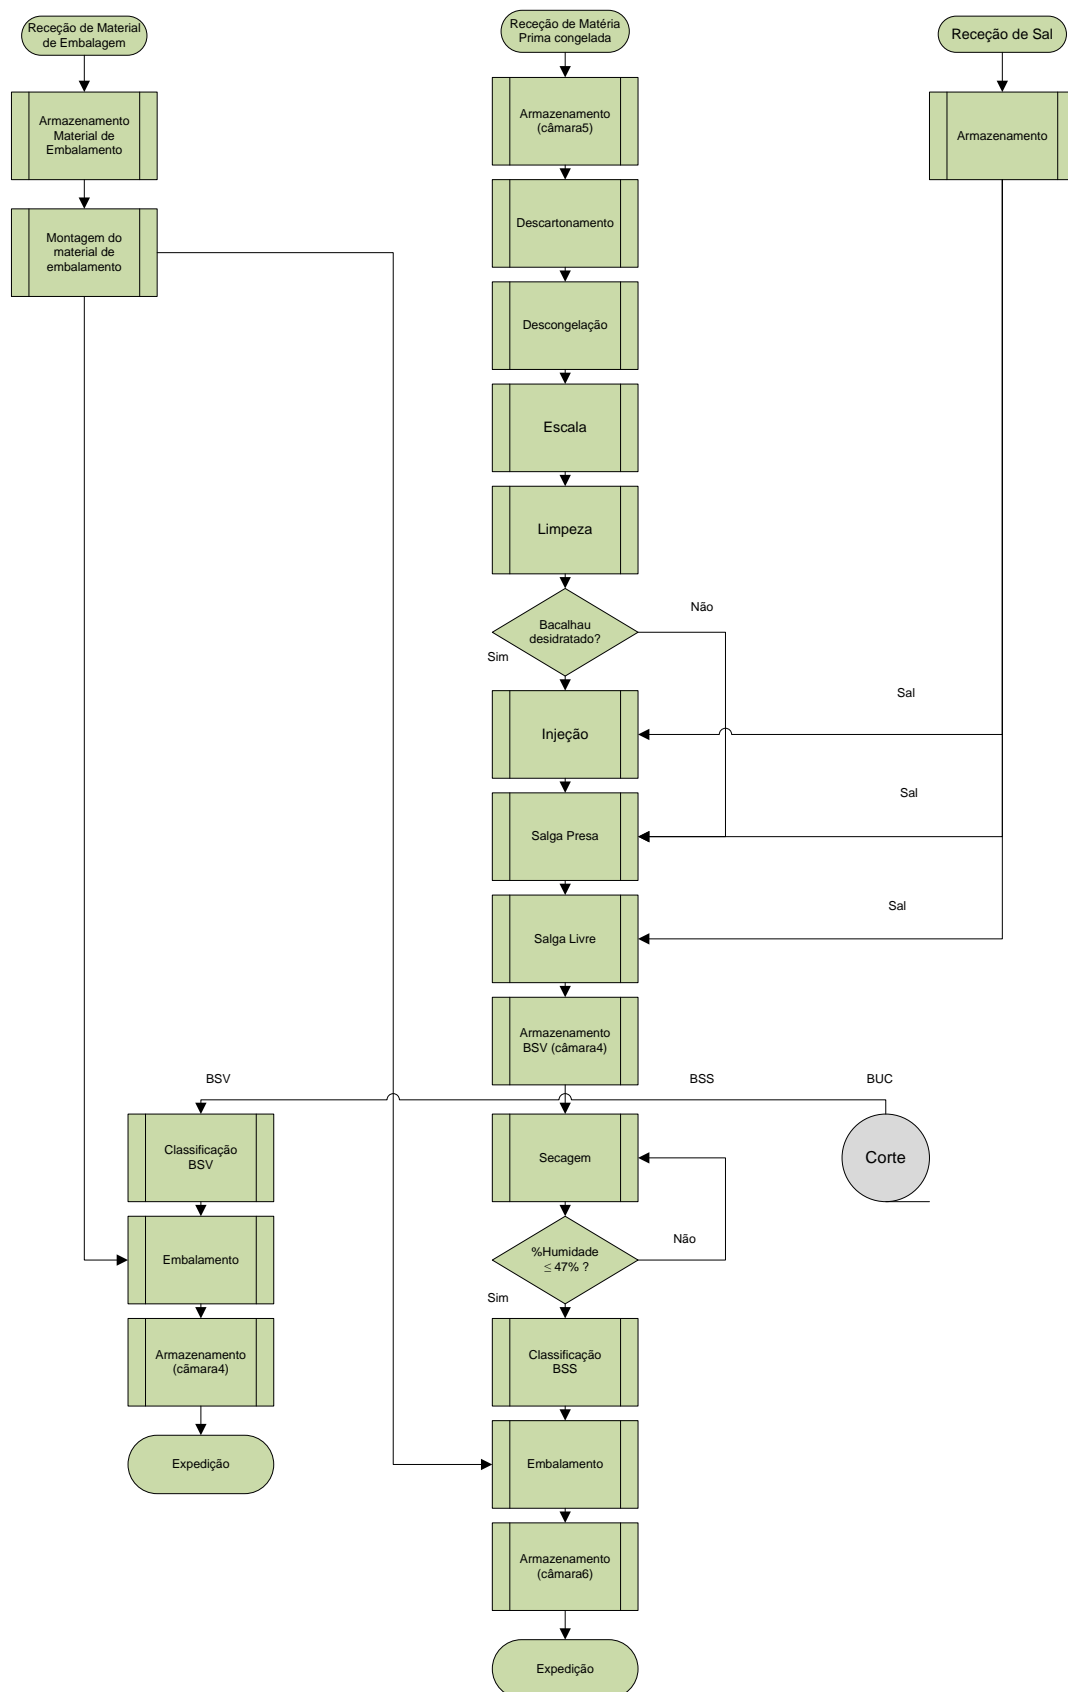 Receção de Material
de Embalagem
Receção de Matéria
Prima congelada
Receção de Sal
Armazenamento
Material de
Embalamento
Armazenamento
(câmara5)
Armazenamento
Montagem do
material de
embalamento
Descartonamento
Descongelação
Escala
Limpeza
Bacalhau
desidratado?
Não
Sim
Injeção
Sal
Salga Presa
Sal
Salga Livre
Sal
Armazenamento
BSV (câmara4)
BSV
BSS
BUC
Classificação
BSV
Secagem
Corte
Embalamento
%Humidade
≤ 47% ?
Não
Sim
Armazenamento
(câmara4)
Classificação
BSS
Expedição
Embalamento
Armazenamento
(câmara6)
Expedição